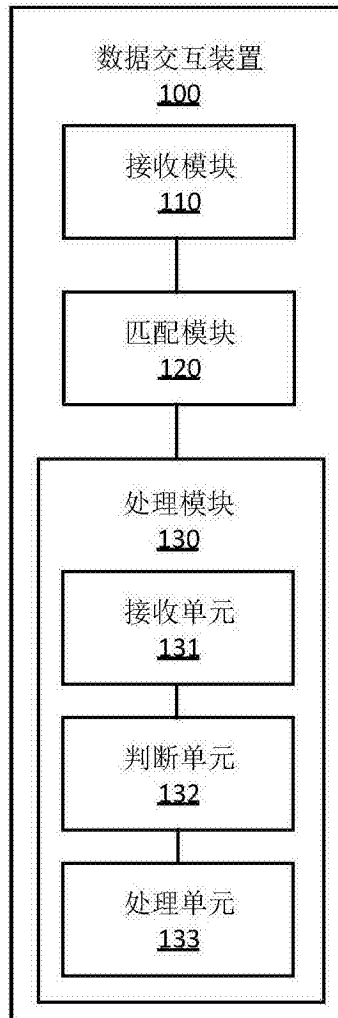 数据交互装置
100
接收模块
110
匹配模块
120
处理模块
130
接收单元
131
判断单元
132
处理单元
133